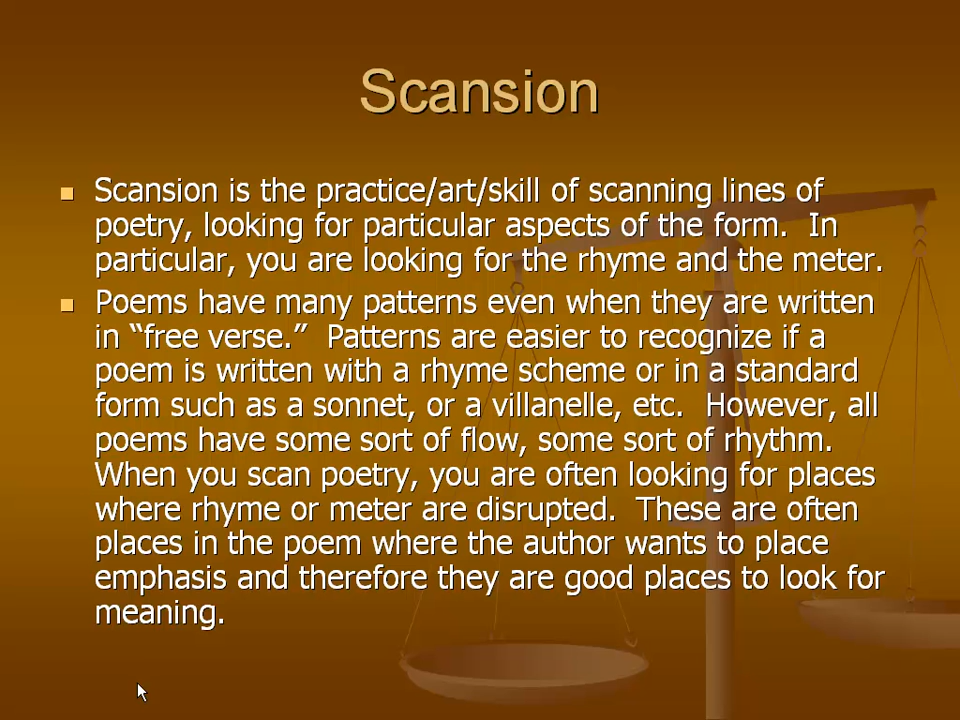 Scansion
Scansion is the practice/art/skill of scanning lines of
poetry, looking for particular aspects of the form.  In
particular, you are looking for the rhyme and the meter.
Poems have many patterns even when they are written
in “free verse.”  Patterns are easier to recognize if a
poem is written with a rhyme scheme or in a standard
form such as a sonnet, or a villanelle, etc.  However, all
poems have some sort of flow, some sort of rhythm.
When you scan poetry, you are often looking for places
where rhyme or meter are disrupted.  These are often
places in the poem where the author wants to place
emphasis and therefore they are good places to look for
meaning.